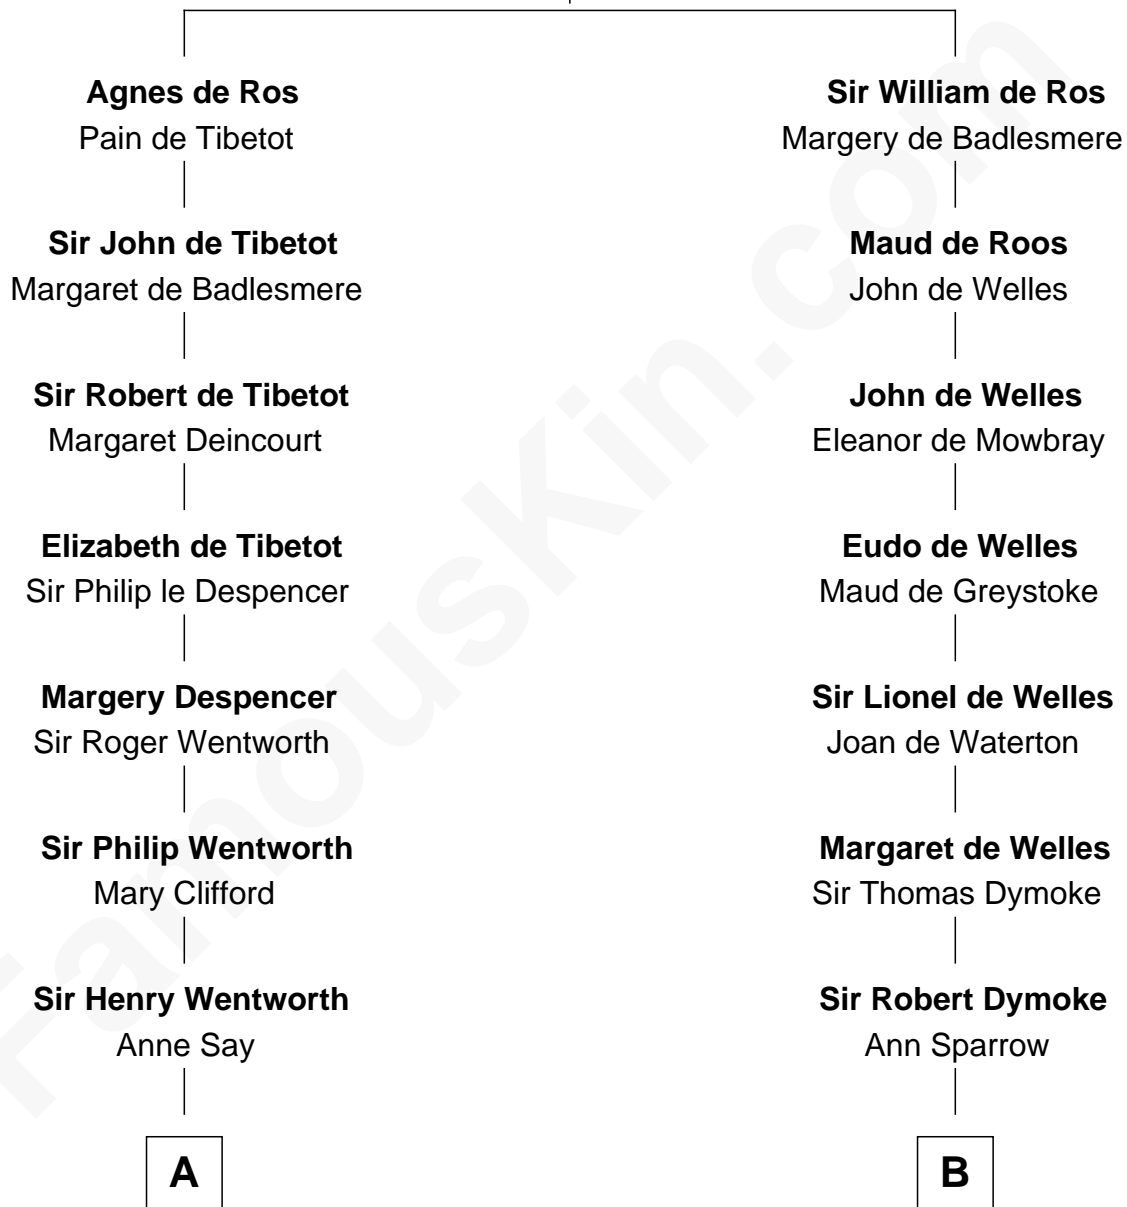 Agnes de Ros
Pain de Tibetot
Sir John de Tibetot
Margaret de Badlesmere
Sir Robert de Tibetot
Margaret Deincourt
Elizabeth de Tibetot
Sir Philip le Despencer
Margery Despencer
Sir Roger Wentworth
Sir Philip Wentworth
Mary Clifford
Sir Henry Wentworth
Anne Say
A
Sir William de Ros
Margery de Badlesmere
Maud de Roos
John de Welles
John de Welles
Eleanor de Mowbray
Eudo de Welles
Maud de Greystoke
Sir Lionel de Welles
Joan de Waterton
Margaret de Welles
Sir Thomas Dymoke
Sir Robert Dymoke
Ann Sparrow
B
FamousKin.com